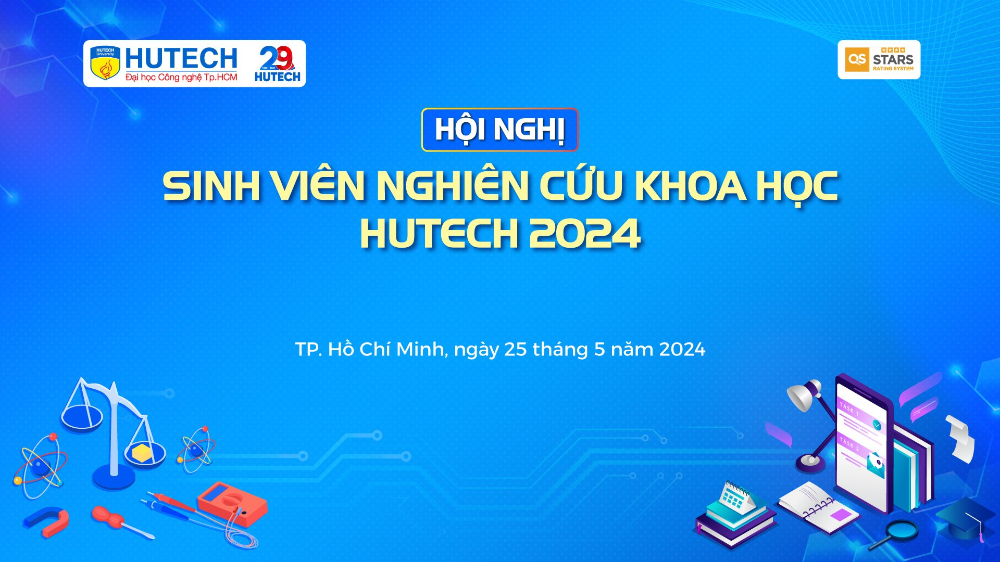 HUTECH
University
HUTECH
Đại học Công nghệ Tp.HCM
29
1995 - 2024
HUTECH
QS
STARS
RATING SYSTEM
HỘI NGHỊ
SINH VIÊN NGHIÊN CỨU KHOA HỌC
HUTECH 2024
TP. Hồ Chí Minh, ngày 25 tháng 5 năm 2024
TASK 1
TASK 2
1